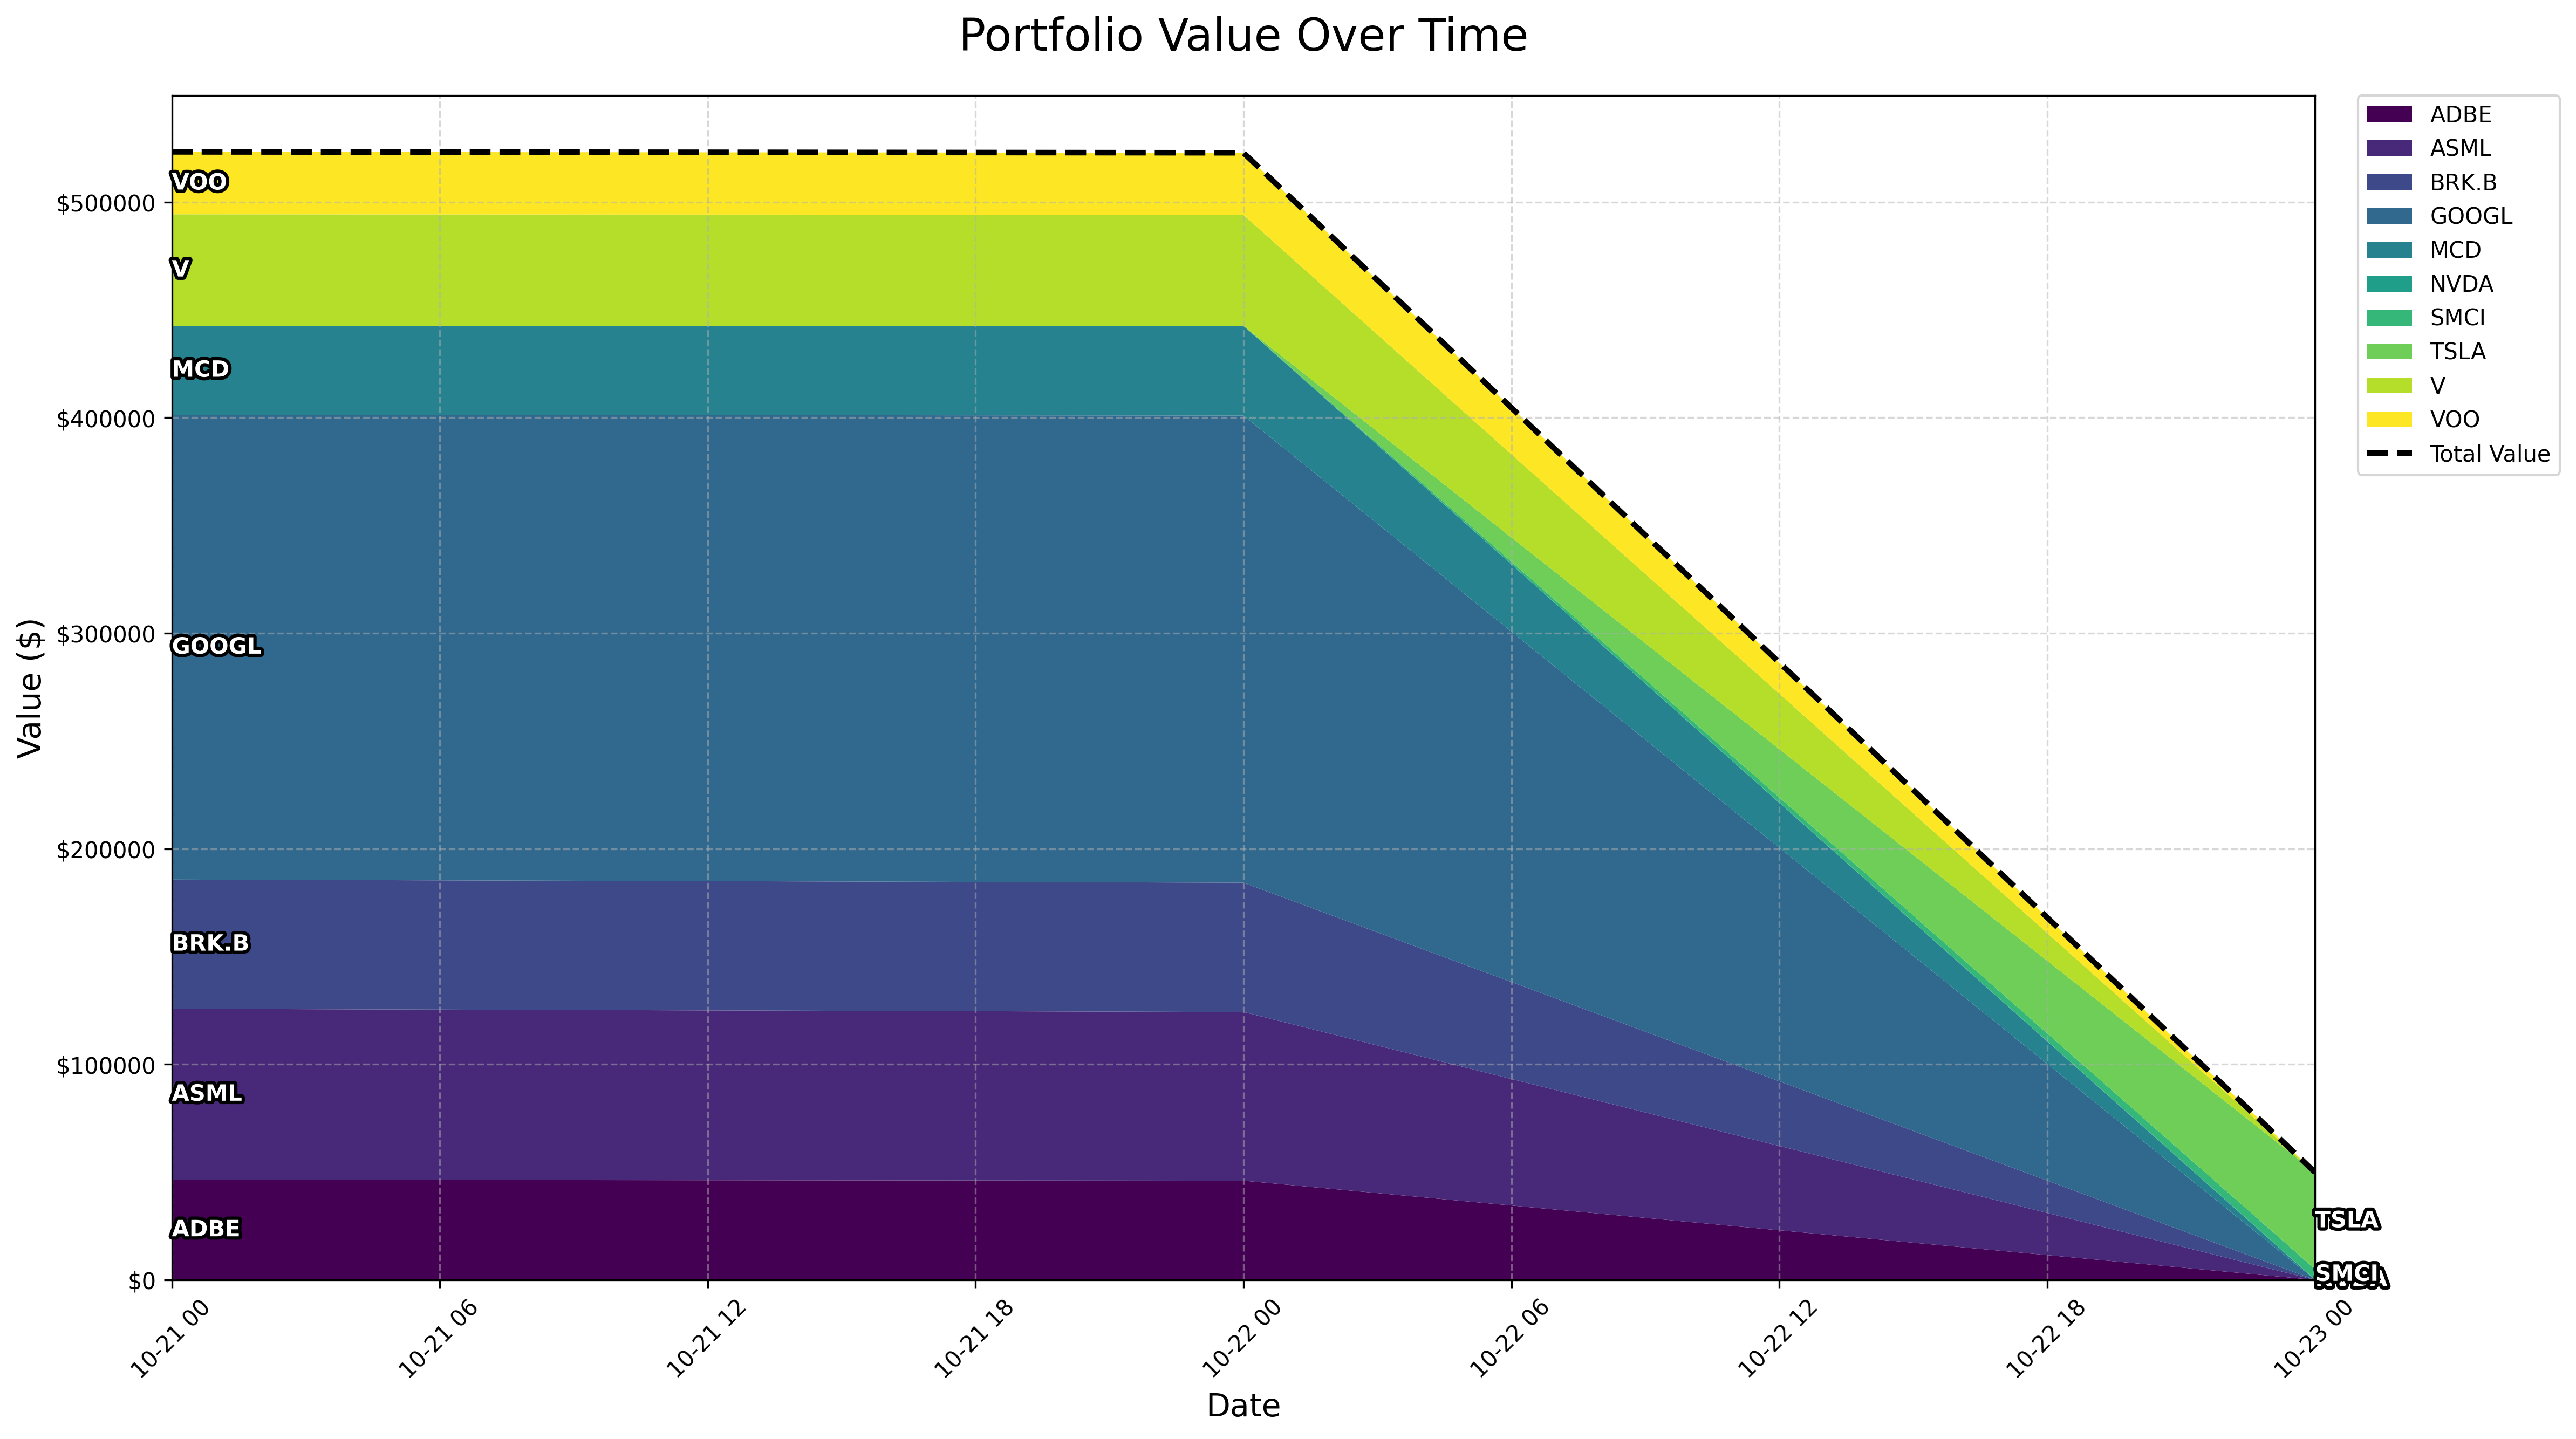 Portfolio Value Over Time
Value ($)
$500000
$400000
$300000
$200000
$100000
$0
VOO
V
MCD
GOOGL
BRK.B
ASML
ADBE
TSLA
SMCI
10-21 00
10-21 06
10-21 12
10-21 18
10-22 00
10-22 06
10-22 12
10-22 18
10-23 00
Date
ADBE
ASML
BRK.B
GOOGL
MCD
NVDA
SMCI
TSLA
V
VOO
Total Value